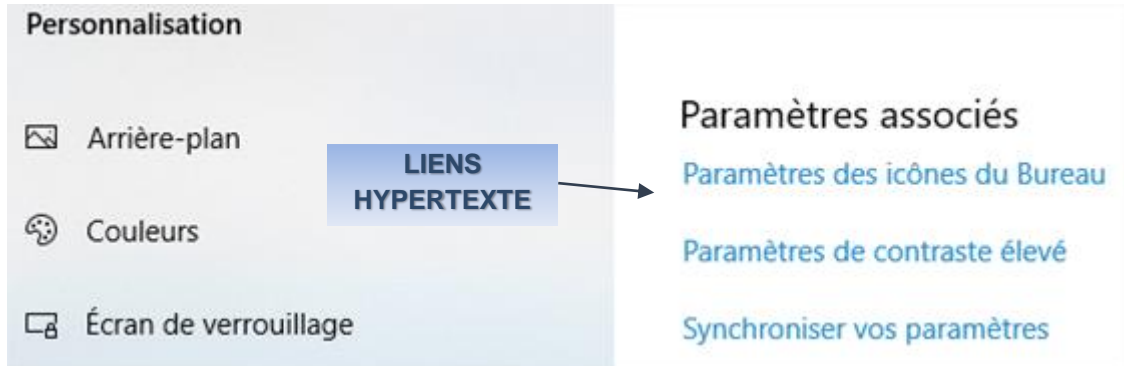 Personnalisation
Arrière-plan
Couleurs
Écran de verrouillage
LIENS
HYPERTEXTE
Paramètres associés
Paramètres des icônes du Bureau
Paramètres de contraste élevé
Synchroniser vos paramètres